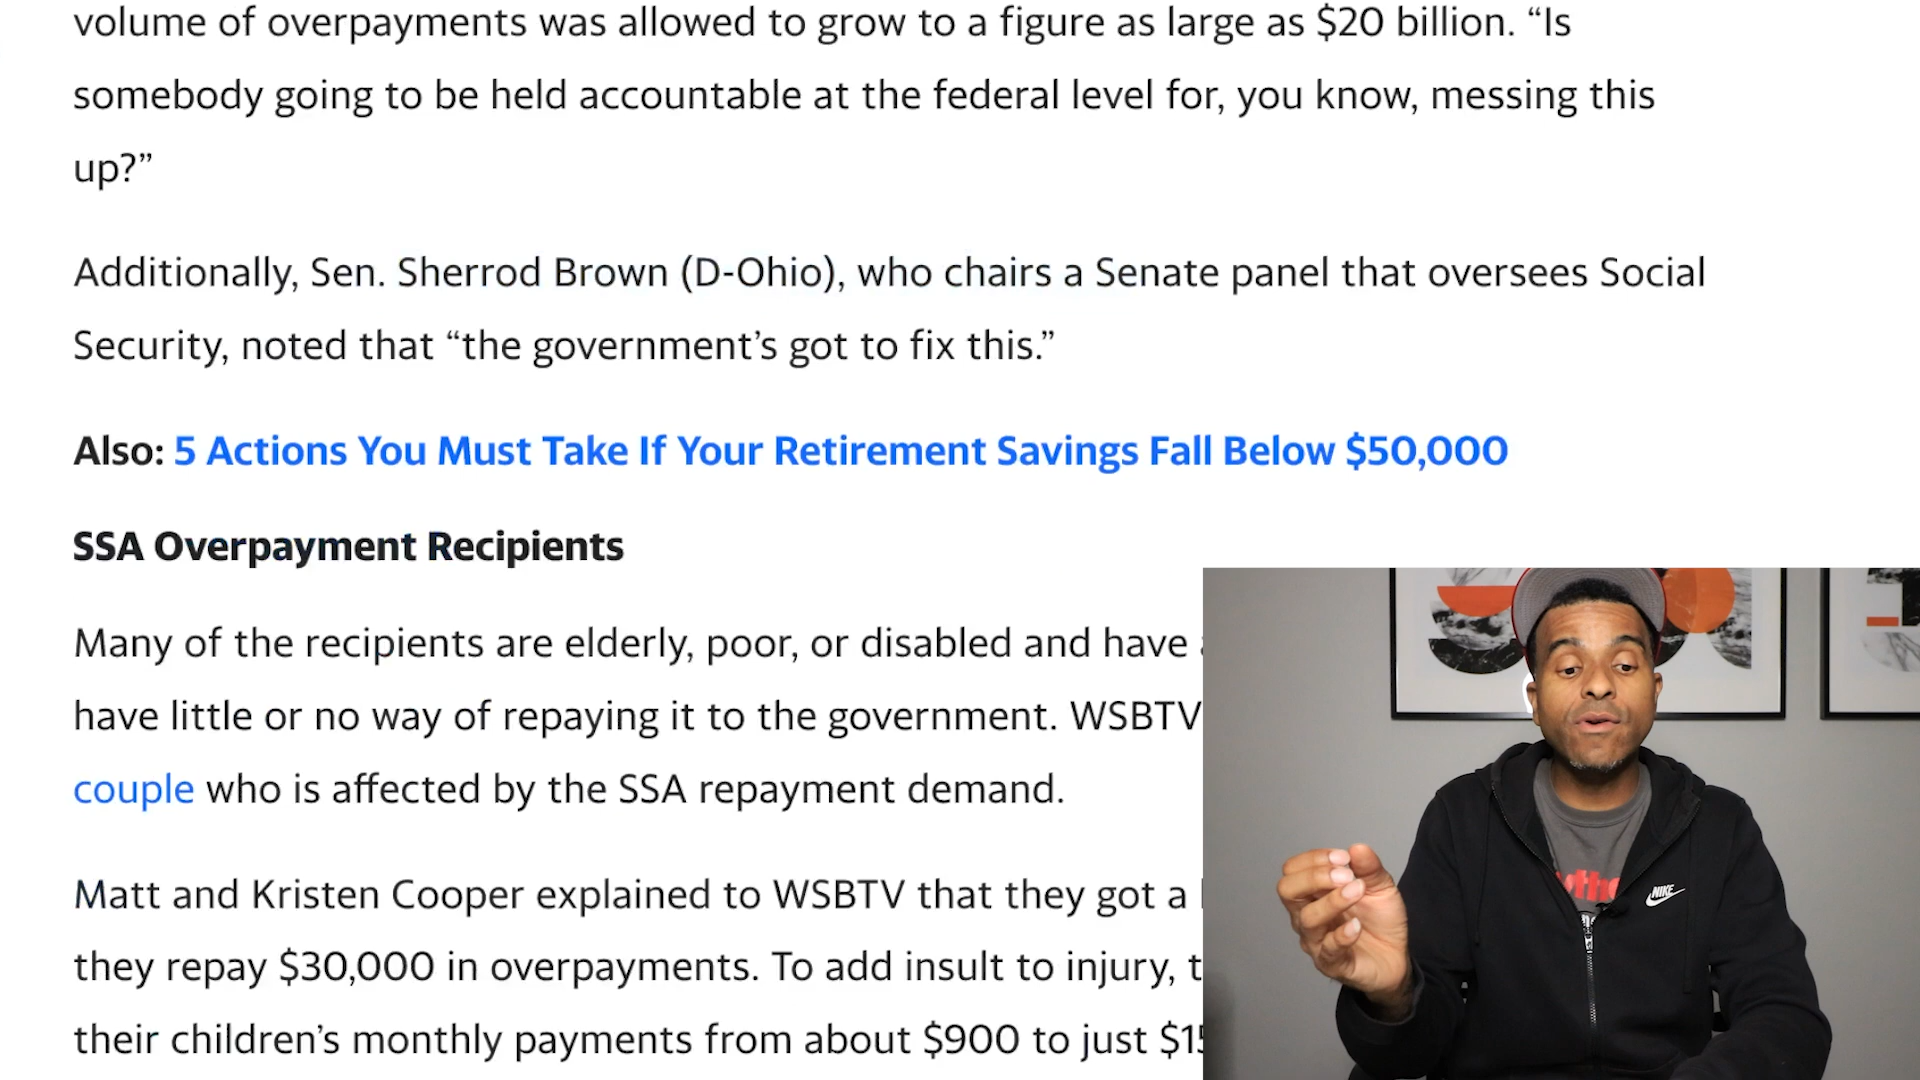 volume of overpayments was allowed to grow to a figure as large as $20 billion. “Is
somebody going to be held accountable at the federal level for, you know, messing this
up?”
Additionally, Sen. Sherrod Brown (D-Ohio), who chairs a Senate panel that oversees Social
Security, noted that “the government’s got to fix this.”
Also: 5 Actions You Must Take If Your Retirement Savings Fall Below $50,000
SSA Overpayment Recipients
Many of the recipients are elderly, poor, or disabled and have
have little or no way of repaying it to the government. WSBTV
couple who is affected by the SSA repayment demand.
Matt and Kristen Cooper explained to WSBTV that they got a
they repay $30,000 in overpayments. To add insult to injury,
their children’s monthly payments from about $900 to just
NIKE